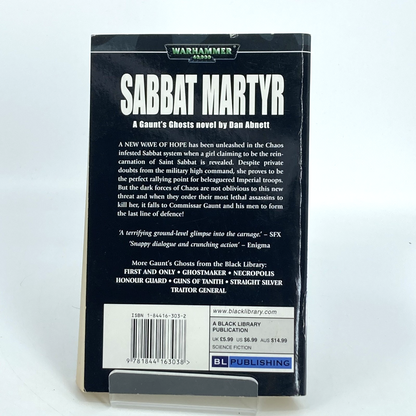 WARHAMMER
40,000
SABBAT MARTYR
A Gaunt's Ghosts novel by Dan Abnett
A NEW WAVE OF HOPE has been unleashed in the Chaos
infested Sabbat system when a girl claiming to be the rein-
carnation of Saint Sabbat is revealed. Despite private
doubts from the military high command, she proves to be
the perfect rallying point for beleaguered Imperial troops.
But the dark forces of Chaos are not oblivious to this new
threat and when they order their most lethal assassins to
kill her, it falls to Commissar Gaunt and his men to form
the last line of defence!
'A terrifying ground-level glimpse into the carnage.' – SFX
'Snappy dialogue and crunching action' – Enigma
More Gaunt's Ghosts from the Black Library:
FIRST AND ONLY • GHOSTMAKER • NECROPOLIS
HONOUR GUARD • GUNS OF TANITH • STRAIGHT SILVER
TRAITOR GENERAL
ISBN 1-84416-303-2
9 781844 163038
www.blacklibrary.com
A BLACK LIBRARY
PUBLICATION
UK £5.99 US $6.99 AUS $14.99
SCIENCE FICTION
BL PUBLISHING